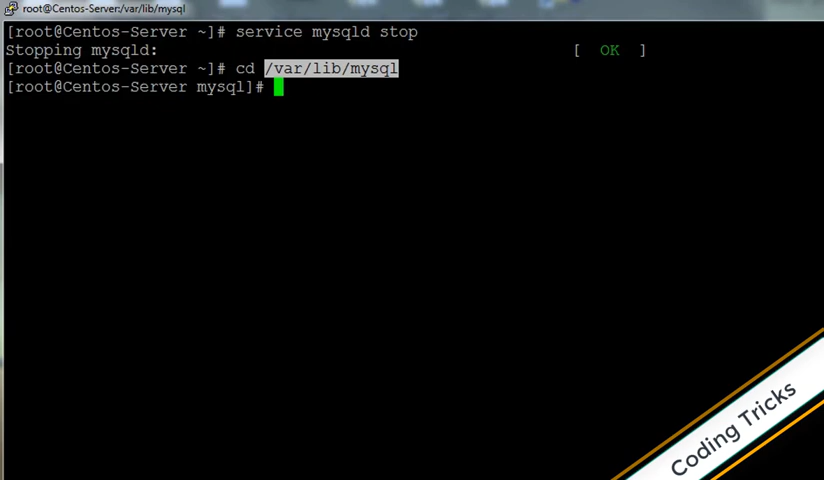 root@Centos-Server:/var/lib/mysql
[root@Centos-Server ~]# service mysqld stop
Stopping mysqld: [ OK ]
[root@Centos-Server ~]# cd /var/lib/mysql
[root@Centos-Server mysql]#
Coding Tricks